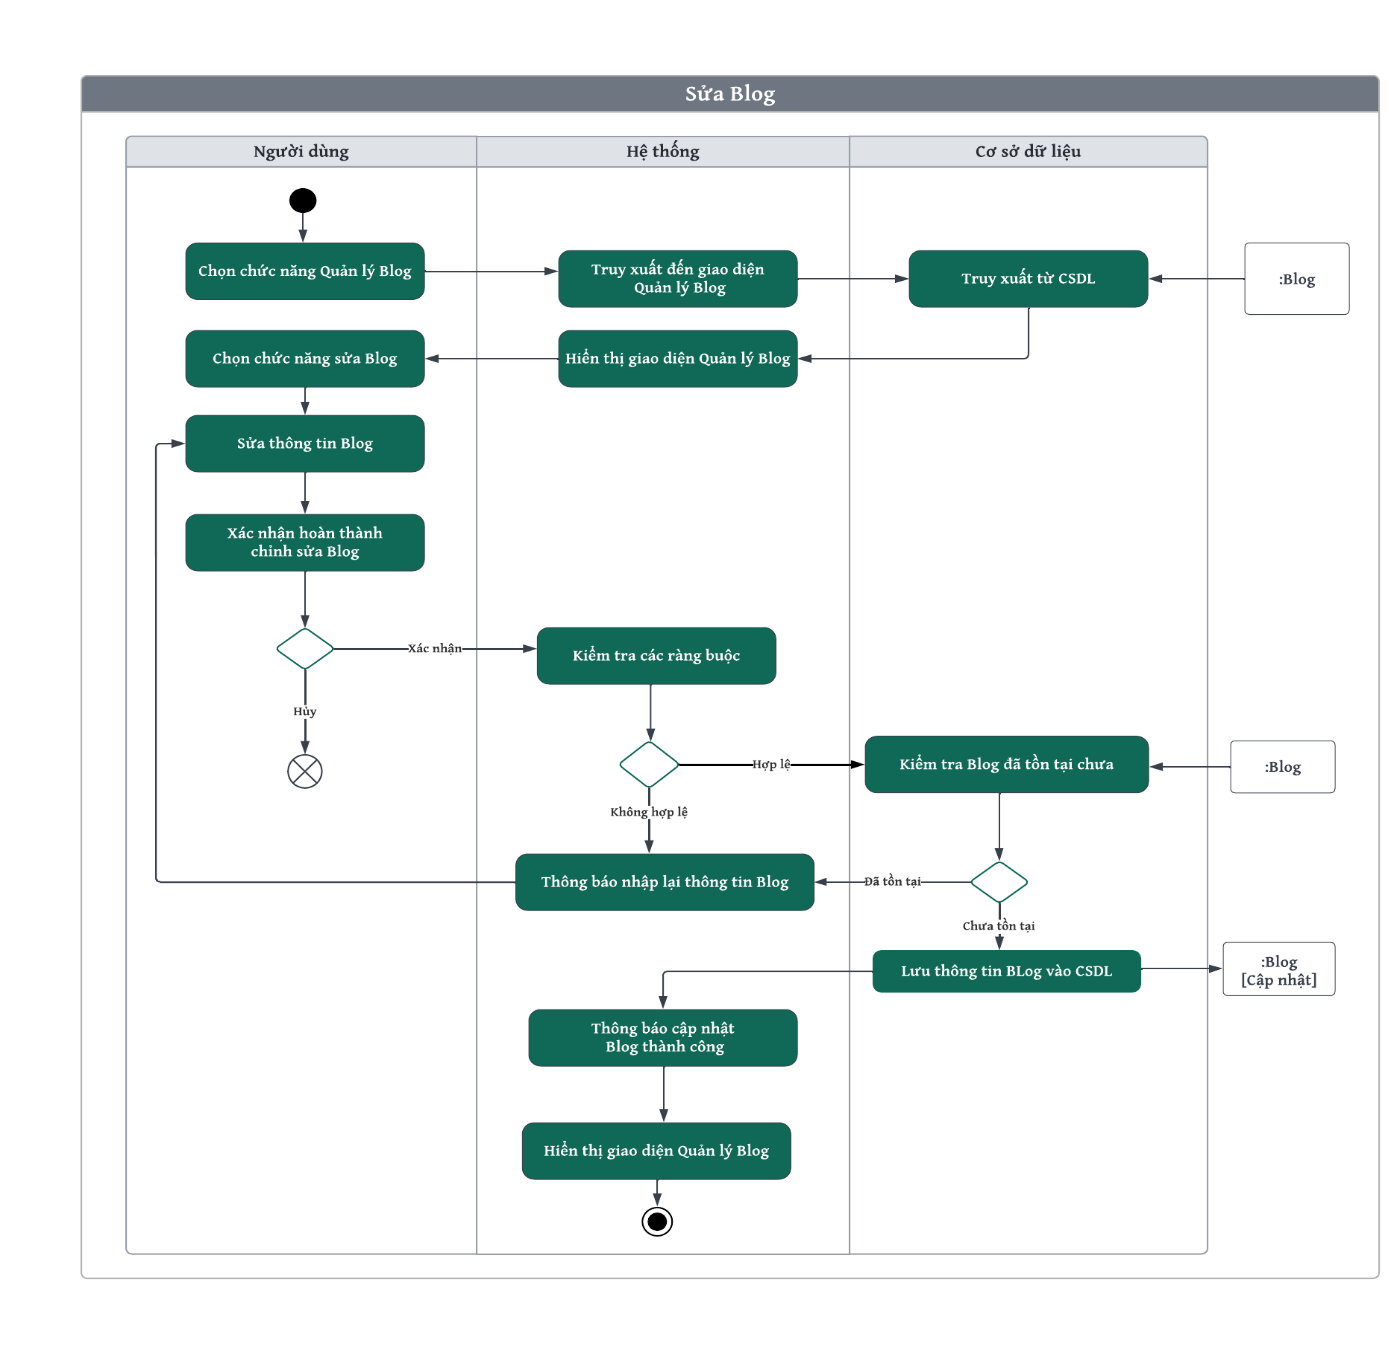 Sửa Blog
Người dùng
Hệ thống
Cơ sở dữ liệu
Chọn chức năng Quản lý Blog
Truy xuất đến giao diện
Quản lý Blog
Truy xuất từ CSDL
:Blog
Chọn chức năng sửa Blog
Hiển thị giao diện Quản lý Blog
Sửa thông tin Blog
Xác nhận hoàn thành
chỉnh sửa Blog
Xác nhận
Kiểm tra các ràng buộc
Hủy
Hợp lệ
Kiểm tra Blog đã tồn tại chưa
:Blog
Không hợp lệ
Thông báo nhập lại thông tin Blog
Đã tồn tại
Chưa tồn tại
Lưu thông tin BLog vào CSDL
:Blog
[Cập nhật]
Thông báo cập nhật
Blog thành công
Hiển thị giao diện Quản lý Blog